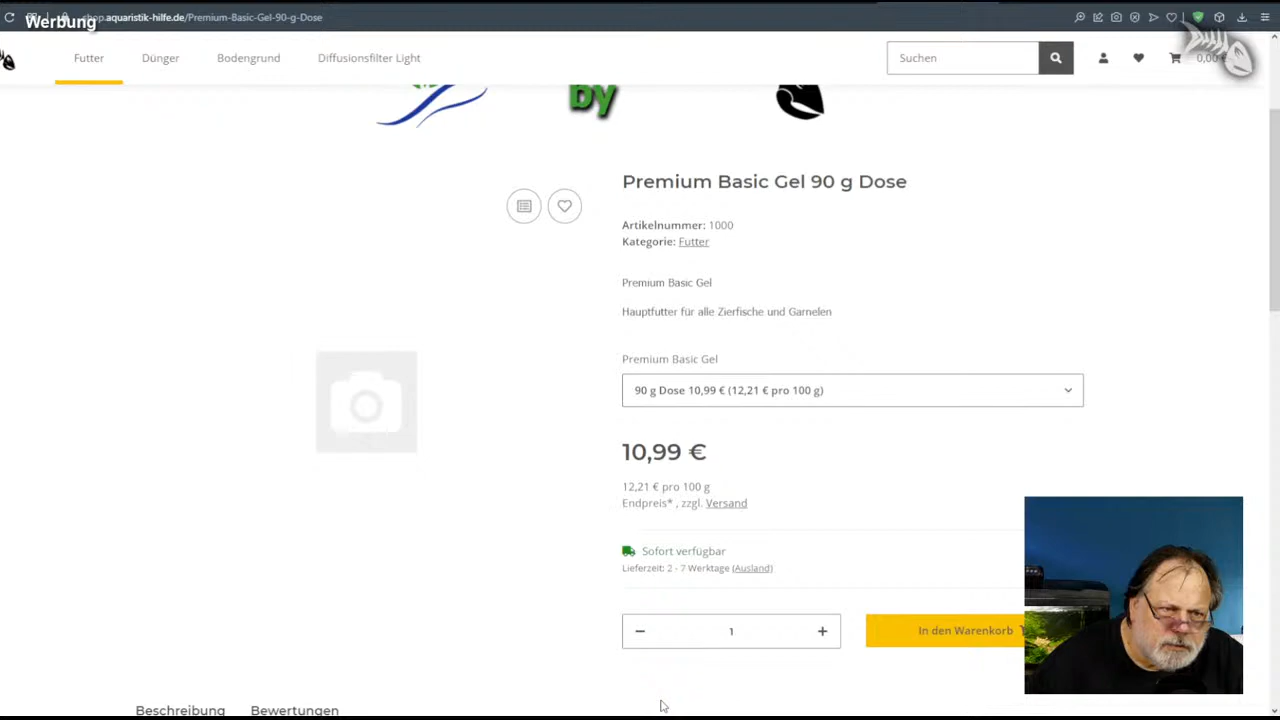 Werbung
shop.aquaristik-hilfe.de/Premium-Basic-Gel-90-g-Dose
Futter
Dünger
Bodengrund
Diffusionsfilter Light
Suchen
0,00 €
by
Premium Basic Gel 90 g Dose
Artikelnummer: 1000
Kategorie: Futter
Premium Basic Gel
Hauptfutter für alle Zierfische und Garnelen
Premium Basic Gel
90 g Dose 10,99 € (12,21 € pro 100 g)
10,99 €
12,21 € pro 100 g
Endpreis* , zzgl. Versand
Sofort verfügbar
Lieferzeit: 2 - 7 Werktage (Ausland)
− 1 +
In den Warenkorb
Beschreibung
Bewertungen